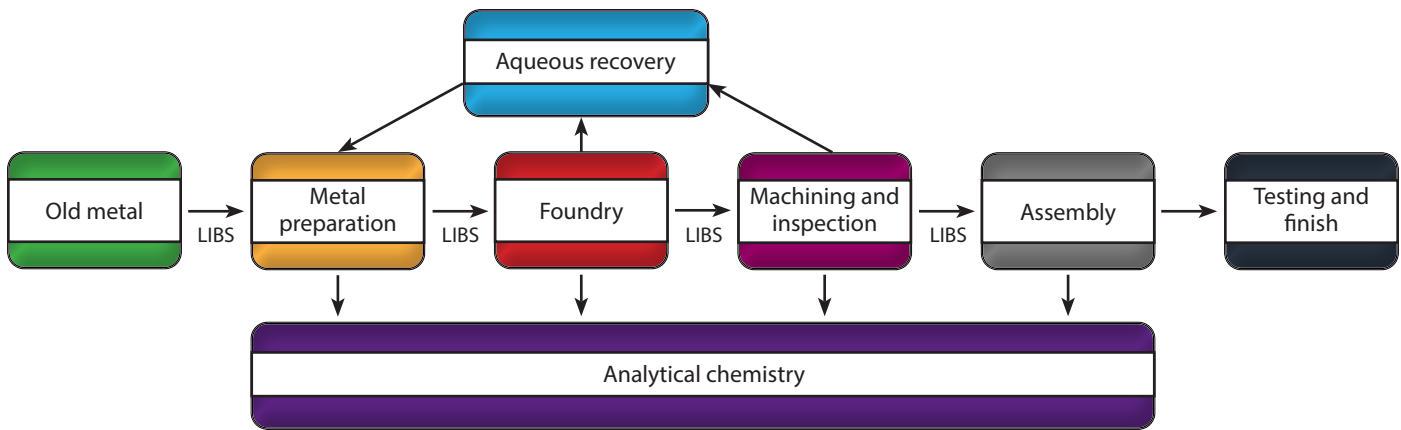 Aqueous recovery
Old metal
LIBS
Metal
preparation
LIBS
Foundry
LIBS
Machining and
inspection
LIBS
Assembly
Testing and
finish
Analytical chemistry